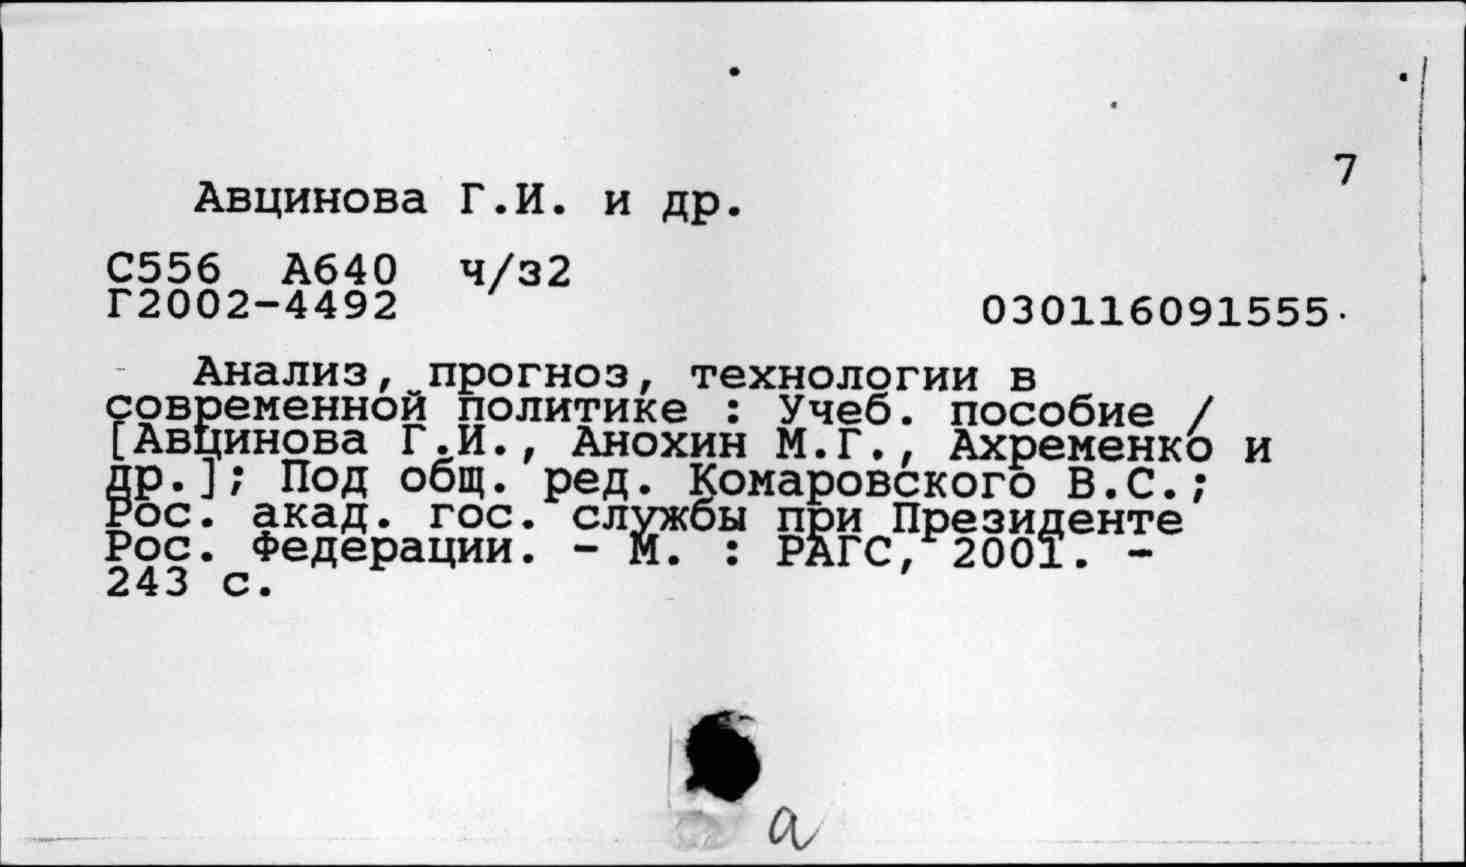 7
Авцинова Г.И. и др.
С556 А640 ч/з2
Г2002-4492 030116091555.
Анализ, прогноз, технологии в
современной политике : Учеб. пособие /
[Авцинова Г.И., Анохин М.Г., Ахременко и
др.]; Под общ. ред. Комаровского В.С.;
Рос. акад. гос. службы при Президенте
Рос. Федерации. - М. : РАГС, 2001. -
243 с.
а